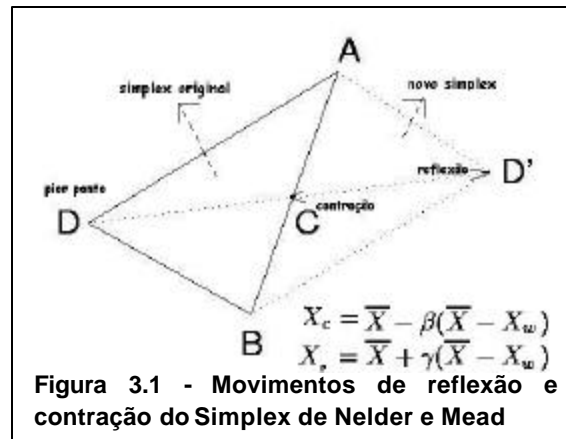 A
simplex original
novo simplex
reflexão
D'
pior ponto
D
C
contração
B
X_c = X̅ − β(X̅ − X_w)
X_r = X̅ + γ(X̅ − X_w)
Figura 3.1 - Movimentos de reflexão e
contração do Simplex de Nelder e Mead